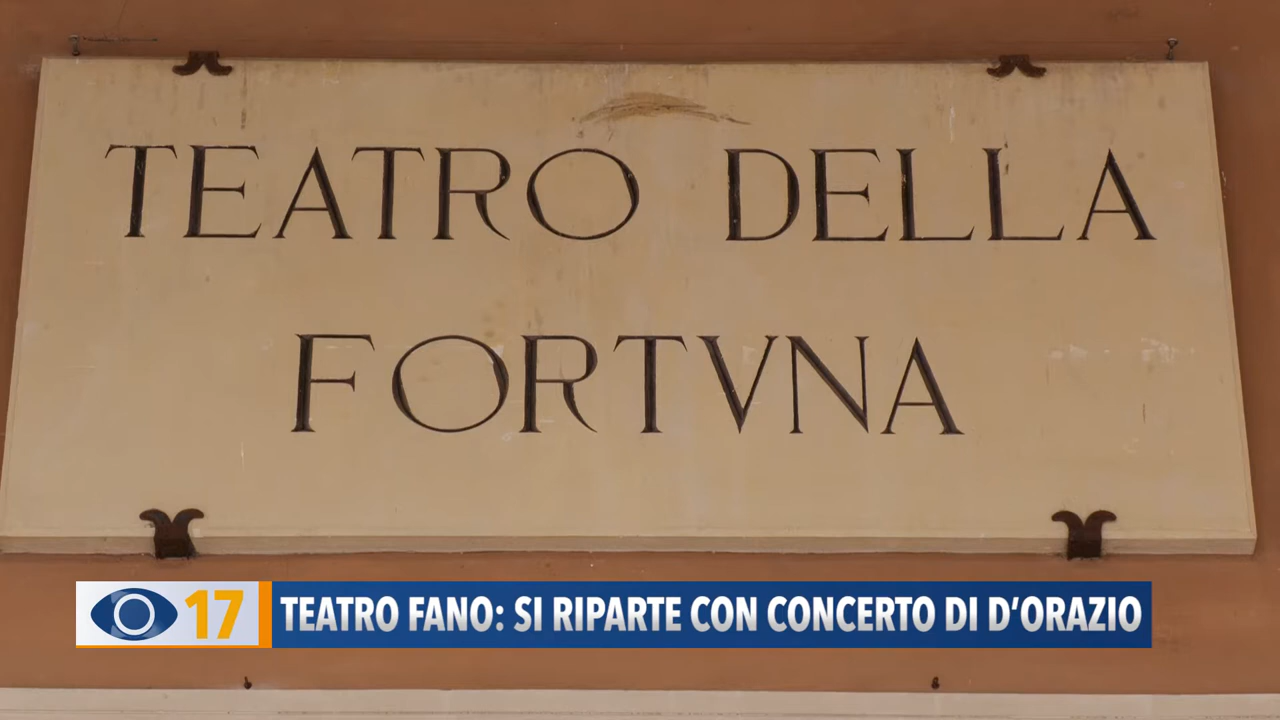 TEATRO DELLA
FORTVNA
17 TEATRO FANO: SI RIPARTE CON CONCERTO DI D'ORAZIO